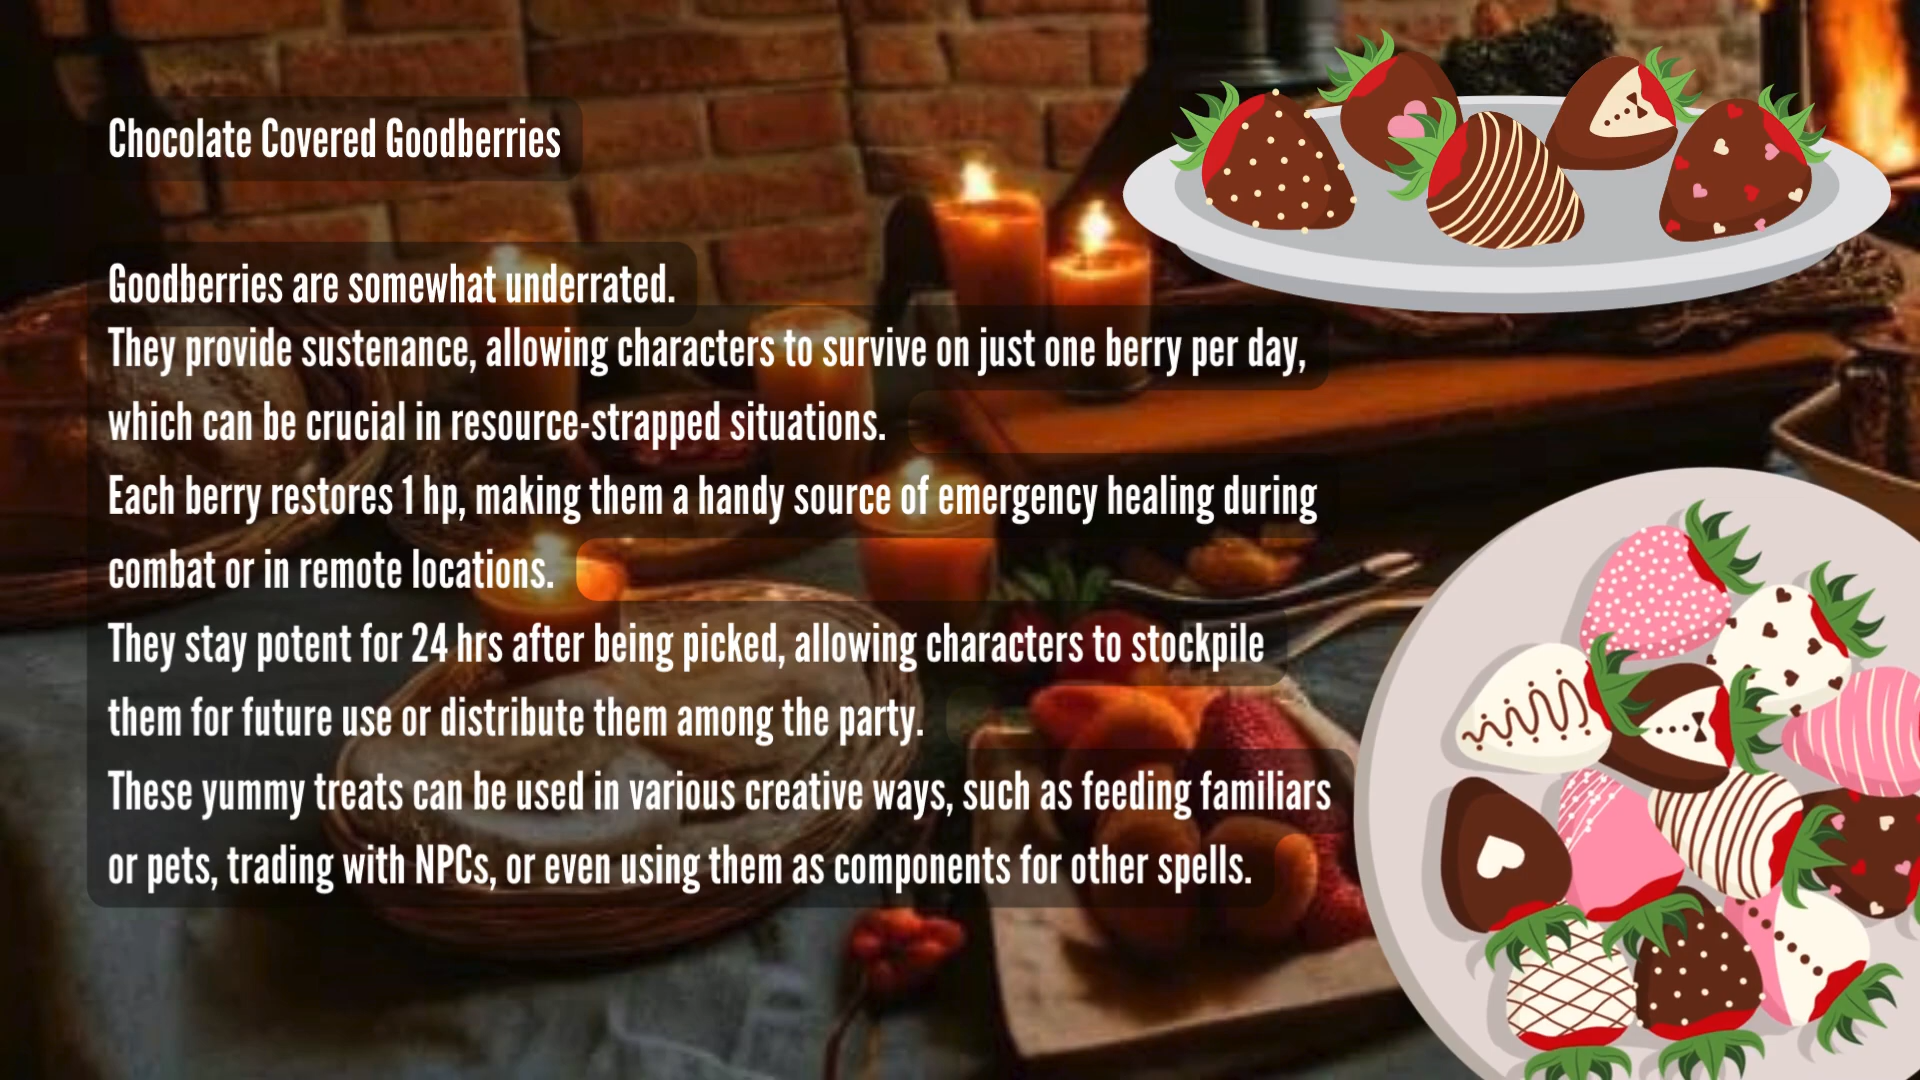 Chocolate Covered Goodberries
Goodberries are somewhat underrated.
They provide sustenance, allowing characters to survive on just one berry per day,
which can be crucial in resource-strapped situations.
Each berry restores 1 hp, making them a handy source of emergency healing during
combat or in remote locations.
They stay potent for 24 hrs after being picked, allowing characters to stockpile
them for future use or distribute them among the party.
These yummy treats can be used in various creative ways, such as feeding familiars
or pets, trading with NPCs, or even using them as components for other spells.